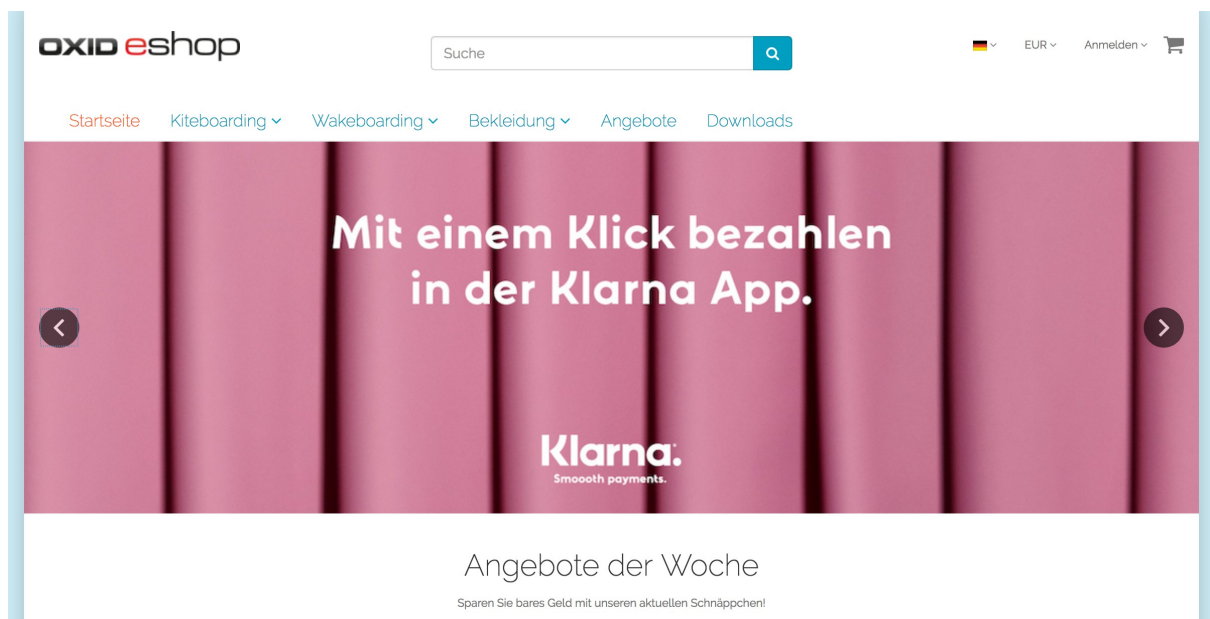 OXID eshop
Suche
EUR
Anmelden
Startseite
Kiteboarding
Wakeboarding
Bekleidung
Angebote
Downloads
Mit einem Klick bezahlen
in der Klarna App.
Klarna.
Smoooth payments.
Angebote der Woche
Sparen Sie bares Geld mit unseren aktuellen Schnäppchen!